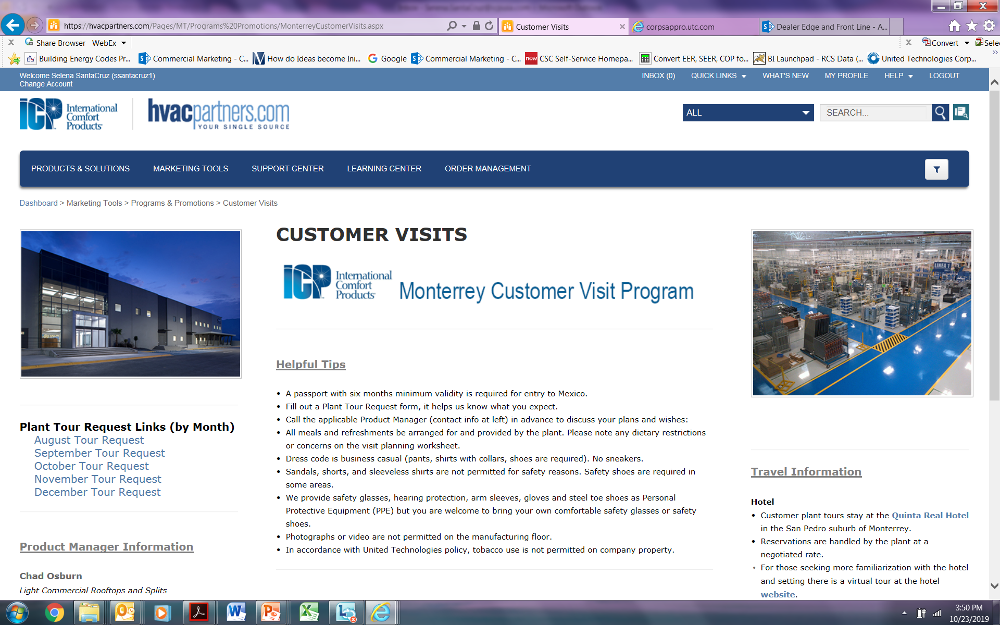 https://hvacpartners.com/Pages/MT/Programs%20Promotions/MonterreyCustomerVisits.aspx
Customer Visits
corpsappro.utc.com
Dealer Edge and Front Line - A...
Share Browser WebEx
Convert
Sele
Building Energy Codes Pr...
Commercial Marketing - C...
How do Ideas become Ini...
Google
Commercial Marketing - C...
now
CSC Self-Service Homepa...
Convert EER, SEER, COP fo...
BI Launchpad - RCS Data (...
United Technologies Corp...
Welcome Selena SantaCruz (ssantacruz1)
Change Account
INBOX (0) QUICK LINKS WHAT'S NEW MY PROFILE HELP LOGOUT
ICP International
Comfort
Products
hvacpartners.com
YOUR SINGLE SOURCE
ALL
SEARCH...
PRODUCTS & SOLUTIONS MARKETING TOOLS SUPPORT CENTER LEARNING CENTER ORDER MANAGEMENT
Dashboard > Marketing Tools > Programs & Promotions > Customer Visits
Plant Tour Request Links (by Month)
August Tour Request
September Tour Request
October Tour Request
November Tour Request
December Tour Request
Product Manager Information
Chad Osburn
Light Commercial Rooftops and Splits
CUSTOMER VISITS
ICP International
Comfort
Products
Monterrey Customer Visit Program
Helpful Tips
• A passport with six months minimum validity is required for entry to Mexico.
• Fill out a Plant Tour Request form, it helps us know what you expect.
• Call the applicable Product Manager (contact info at left) in advance to discuss your plans and wishes:
• All meals and refreshments be arranged for and provided by the plant. Please note any dietary restrictions
or concerns on the visit planning worksheet.
• Dress code is business casual (pants, shirts with collars, shoes are required). No sneakers.
• Sandals, shorts, and sleeveless shirts are not permitted for safety reasons. Safety shoes are required in
some areas.
• We provide safety glasses, hearing protection, arm sleeves, gloves and steel toe shoes as Personal
Protective Equipment (PPE) but you are welcome to bring your own comfortable safety glasses or safety
shoes.
• Photographs or video are not permitted on the manufacturing floor.
• In accordance with United Technologies policy, tobacco use is not permitted on company property.
LINEA 1
Travel Information
Hotel
• Customer plant tours stay at the Quinta Real Hotel
in the San Pedro suburb of Monterrey.
• Reservations are handled by the plant at a
negotiated rate.
• For those seeking more familiarization with the hotel
and setting there is a virtual tour at the hotel
website.
3:50 PM
10/23/2019